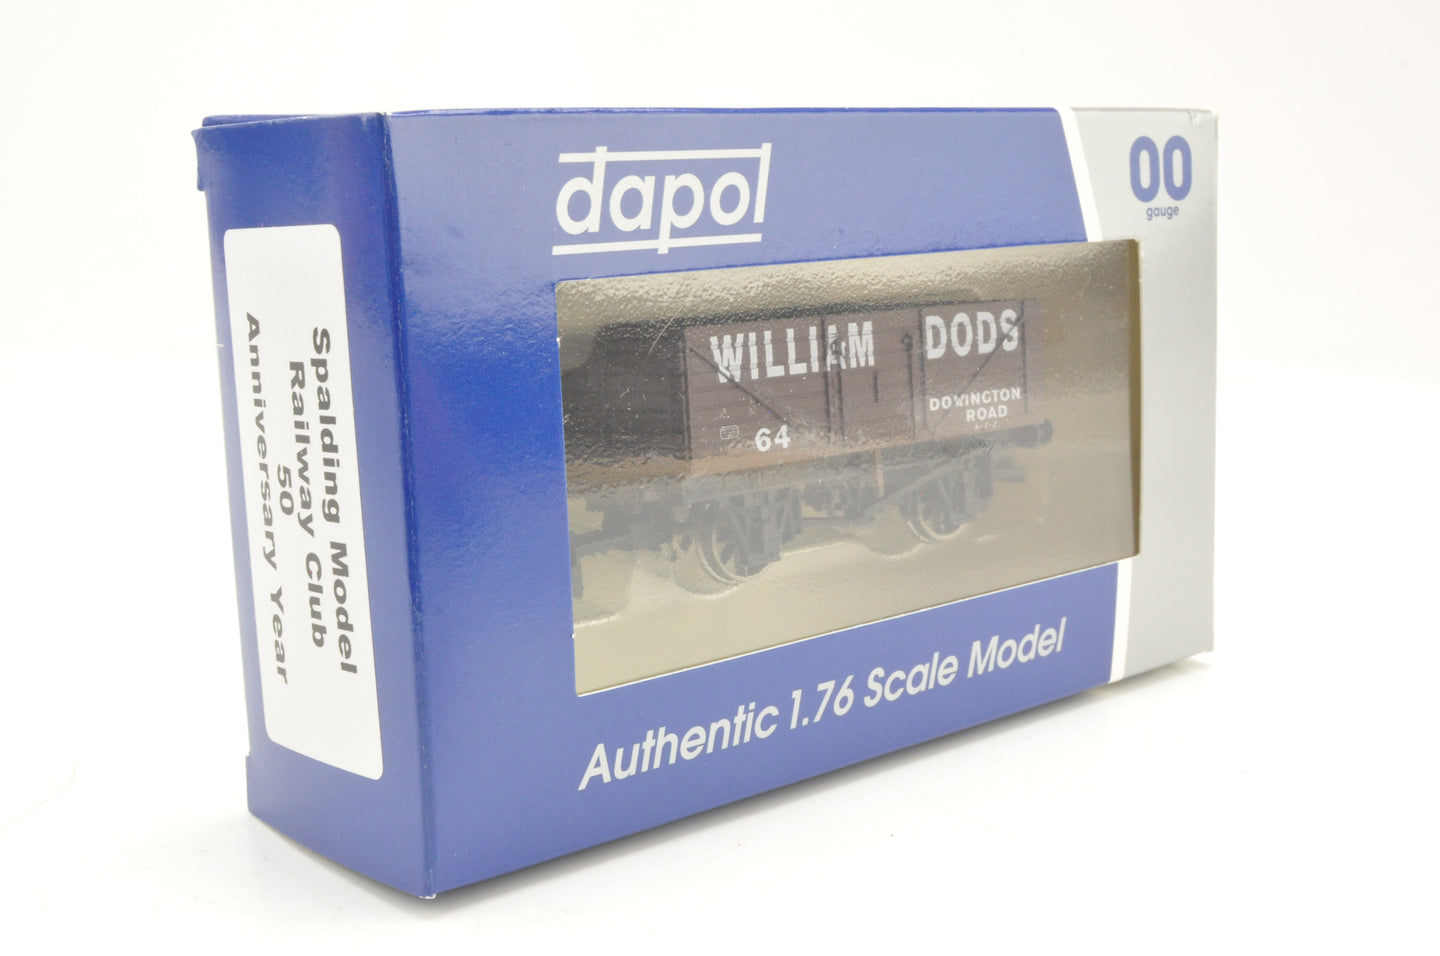 Spalding Model
Railway Club
50
Anniversary Year
dapol
00
gauge
WILLIAM DODS
DONINGTON
ROAD
64
Authentic 1.76 Scale Model